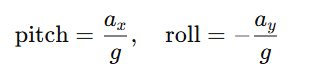 pitch = a_x / g, roll = − a_y / g